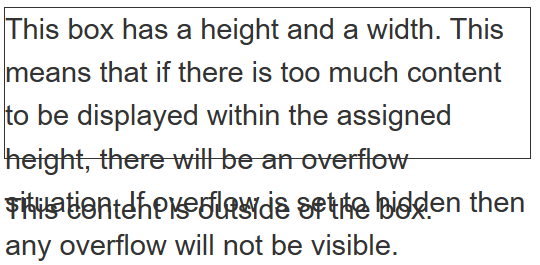 This box has a height and a width. This
means that if there is too much content
to be displayed within the assigned
height, there will be an overflow
situation. If overflow is set to hidden then
This content is outside of the box.
any overflow will not be visible.